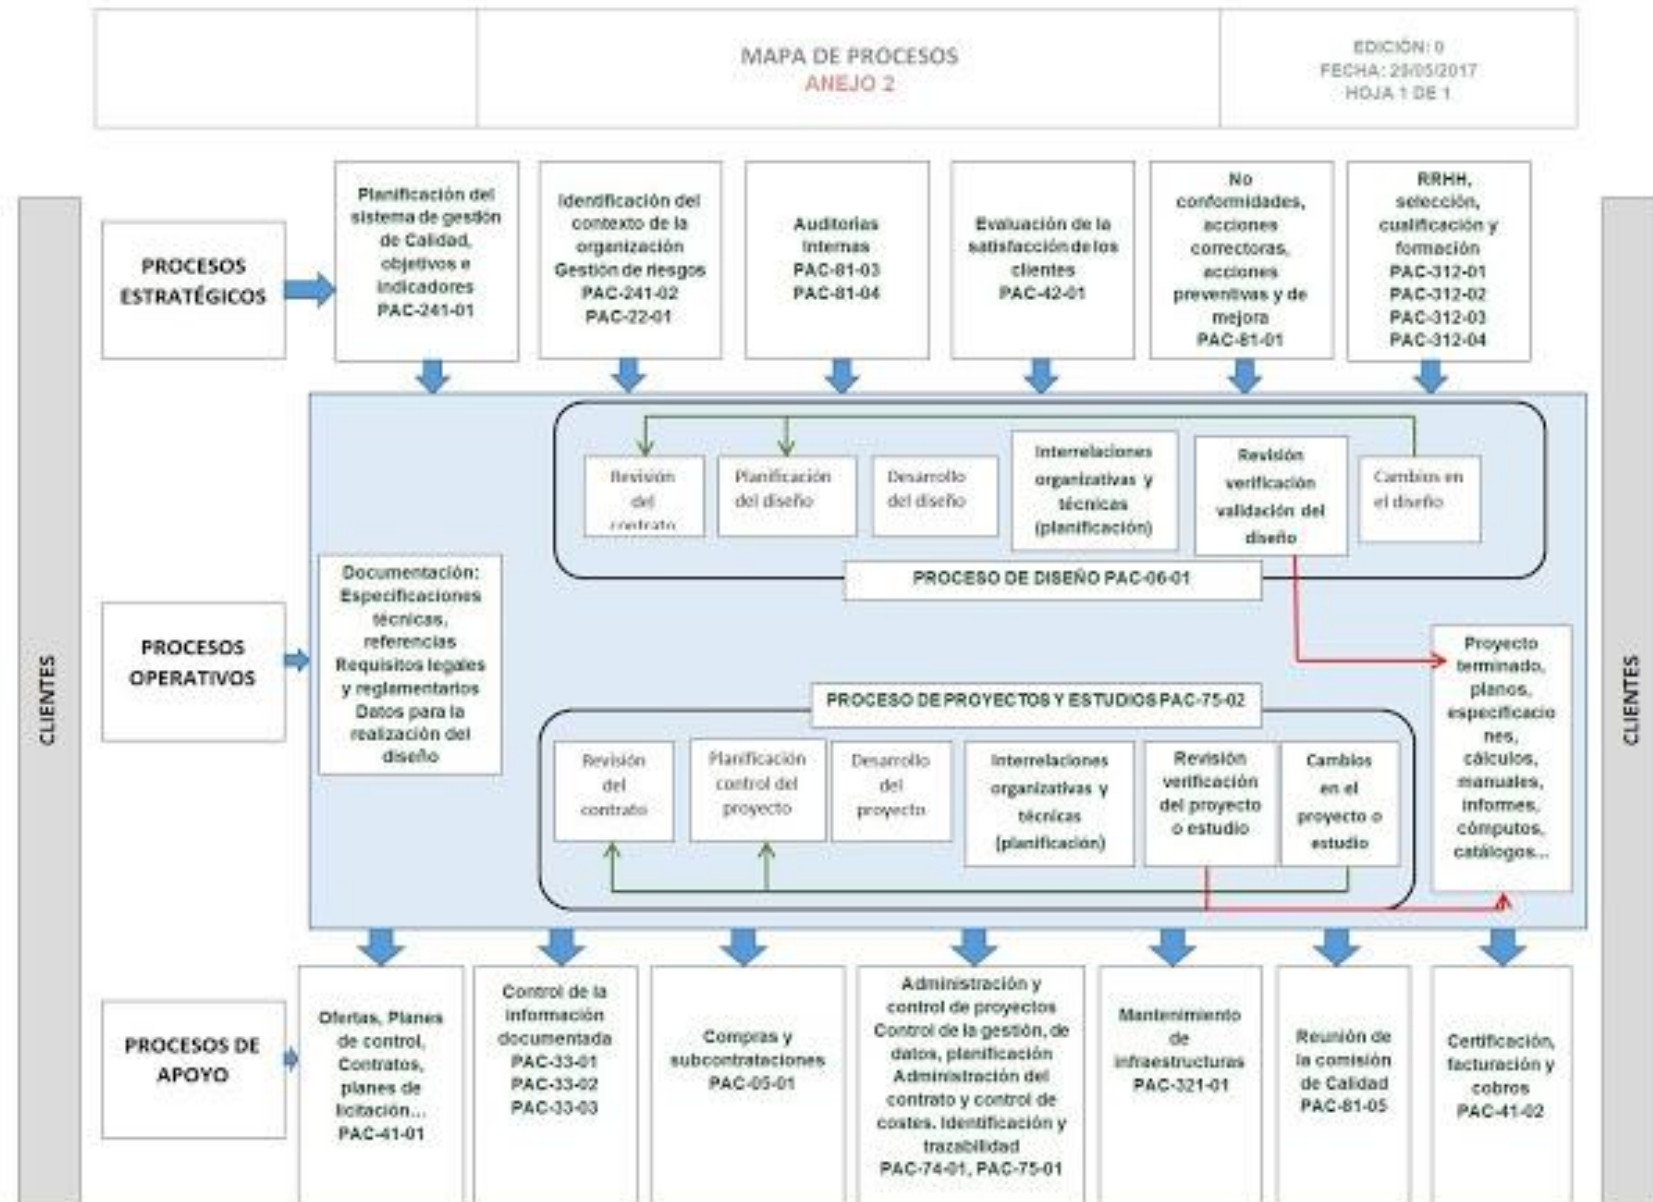 MAPA DE PROCESOS
ANEJO 2
EDICIÓN: 0
FECHA: 29/05/2017
HOJA 1 DE 1
CLIENTES
PROCESOS
ESTRATÉGICOS
Planificación del
sistema de gestión
de Calidad,
objetivos e
indicadores
PAC-241-01
Identificación del
contexto de la
organización
Gestión de riesgos
PAC-241-02
PAC-22-01
Auditorias
Internas
PAC-81-03
PAC-81-04
Evaluación de la
satisfacción de los
clientes
PAC-42-01
No
conformidades,
acciones
correctoras,
acciones
preventivas y de
mejora
PAC-81-01
RRHH,
selección,
cualificación y
formación
PAC-312-01
PAC-312-02
PAC-312-03
PAC-312-04
PROCESOS
OPERATIVOS
Documentación:
Especificaciones
técnicas,
referencias
Requisitos legales
y reglamentarios
Datos para la
realización del
diseño
Revisión
del
contrato
Planificación
del diseño
Desarrollo
del diseño
Interrelaciones
organizativas y
técnicas
(planificación)
Revisión
verificación
validación del
diseño
Cambios en
el diseño
PROCESO DE DISEÑO PAC-06-01
PROCESO DE PROYECTOS Y ESTUDIOS PAC-75-02
Revisión
del
contrato
Planificación
control del
proyecto
Desarrollo
del
proyecto
Interrelaciones
organizativas y
técnicas
(planificación)
Revisión
verificación
del proyecto
o estudio
Cambios
en el
proyecto o
estudio
Proyecto
terminado,
planos,
especificacio
nes,
cálculos,
manuales,
informes,
cómputos,
catálogos...
PROCESOS DE
APOYO
Ofertas, Planes
de control,
Contratos,
planes de
licitación...
PAC-41-01
Control de la
información
documentada
PAC-33-01
PAC-33-02
PAC-33-03
Compras y
subcontrataciones
PAC-05-01
Administración y
control de proyectos
Control de la gestión, de
datos, planificación
Administración del
contrato y control de
costes. Identificación y
trazabilidad
PAC-74-01, PAC-75-01
Mantenimiento
de
infraestructuras
PAC-321-01
Reunión de
la comisión
de Calidad
PAC-81-05
Certificación,
facturación y
cobros
PAC-41-02
CLIENTES